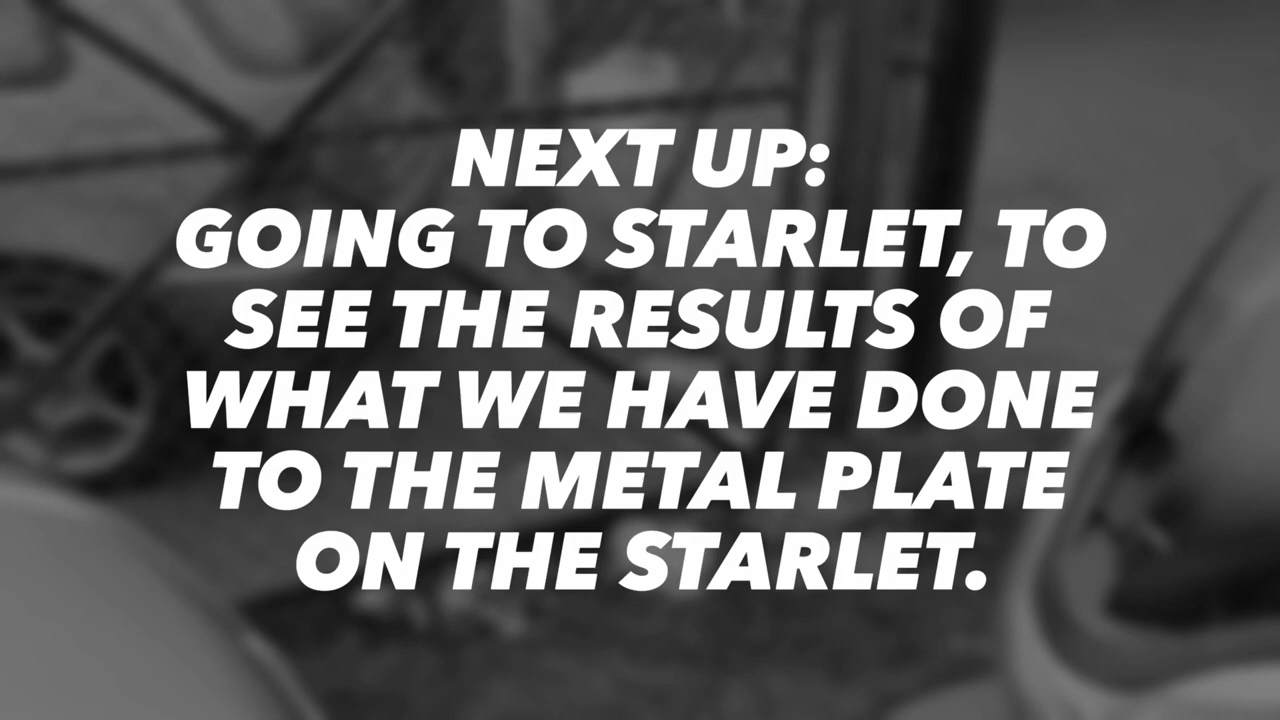 NEXT UP:
GOING TO STARLET, TO
SEE THE RESULTS OF
WHAT WE HAVE DONE
TO THE METAL PLATE
ON THE STARLET.